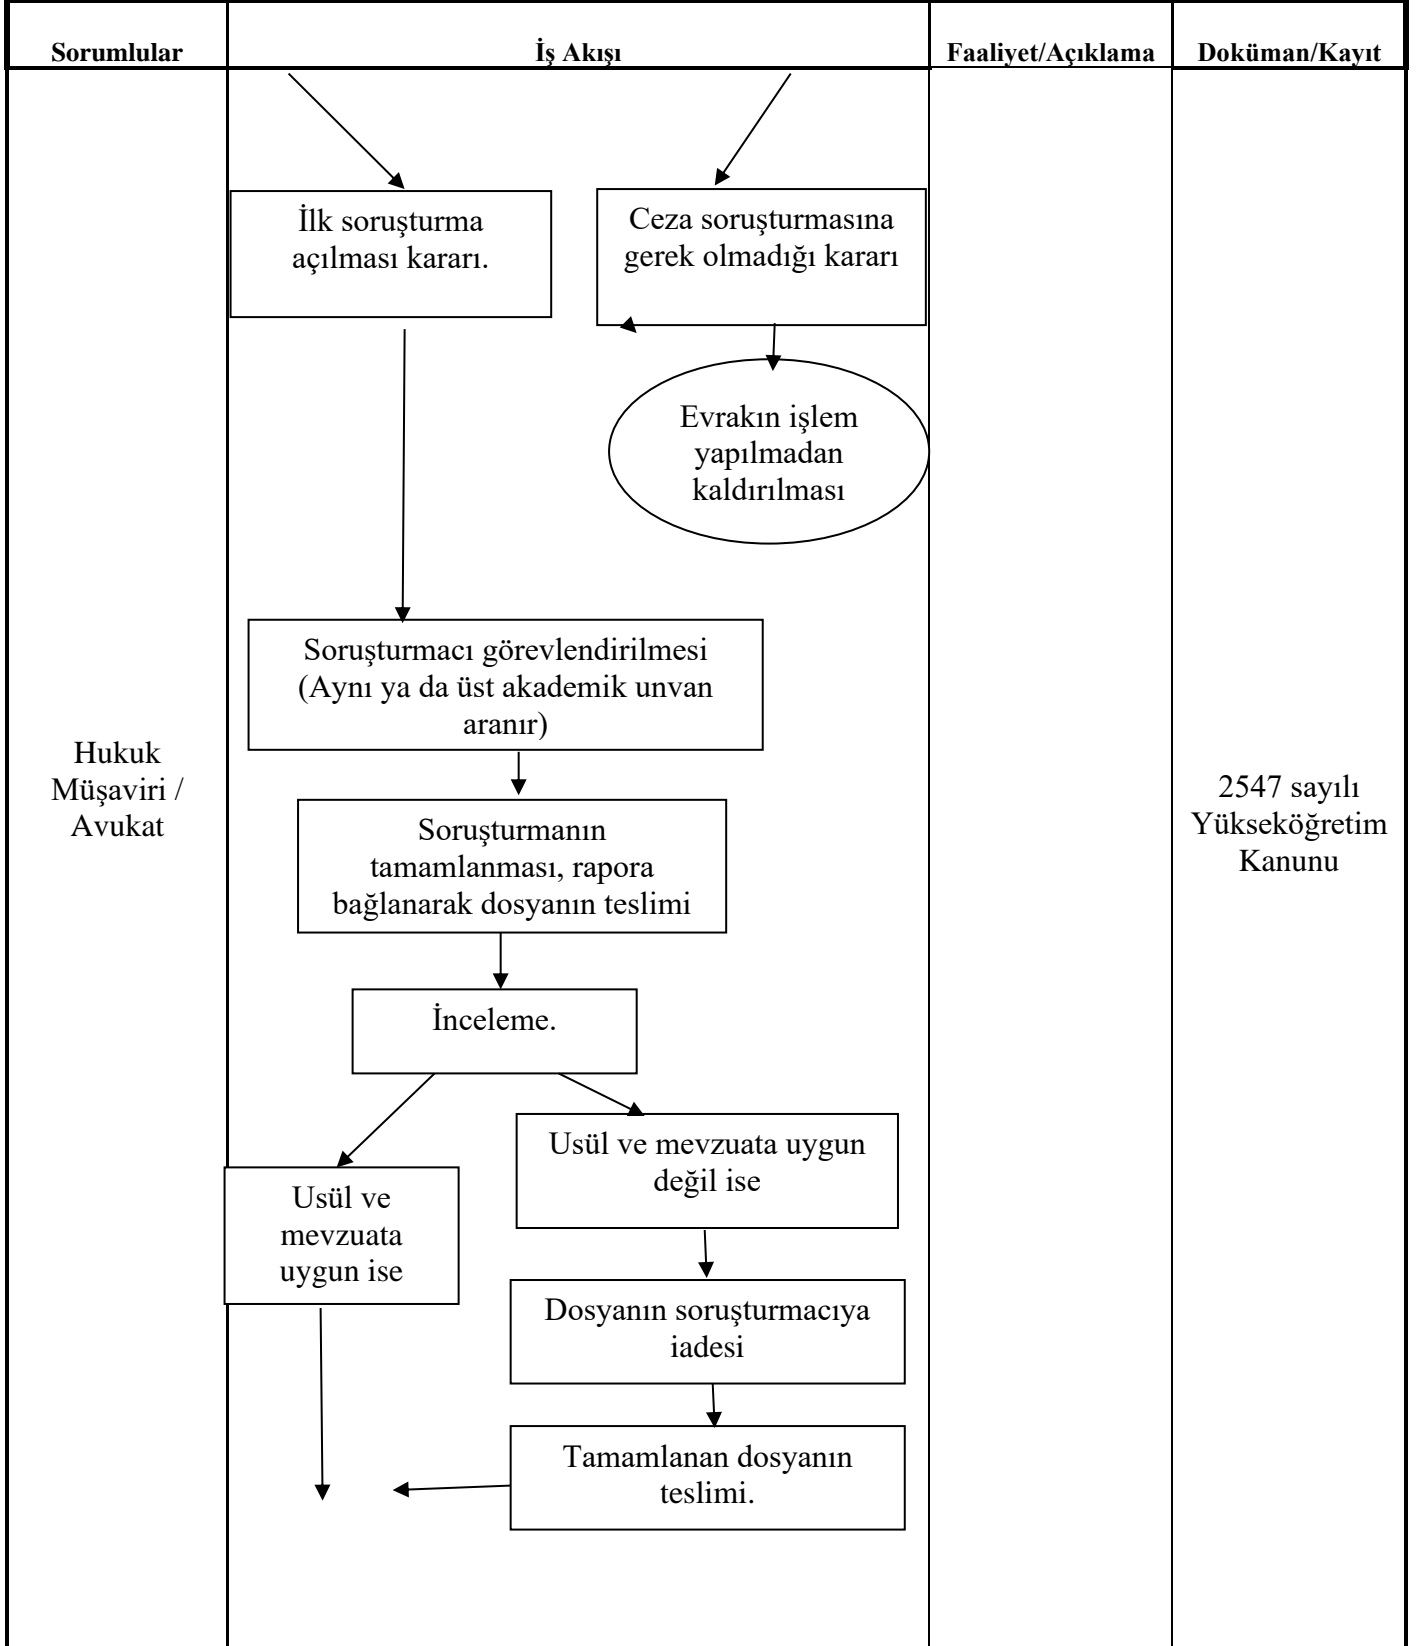 Sorumlular
İş Akışı
Faaliyet/Açıklama
Doküman/Kayıt
İlk soruşturma
açılması kararı.
Ceza soruşturmasına
gerek olmadığı kararı
Evrakın işlem
yapılmadan
kaldırılması
Soruşturmacı görevlendirilmesi
(Aynı ya da üst akademik unvan
aranır)
Hukuk
Müşaviri /
Avukat
2547 sayılı
Yükseköğretim
Kanunu
Soruşturmanın
tamamlanması, rapora
bağlanarak dosyanın teslimi
İnceleme.
Usül ve mevzuata uygun
değil ise
Usül ve
mevzuata
uygun ise
Dosyanın soruşturmacıya
iadesi
Tamamlanan dosyanın
teslimi.